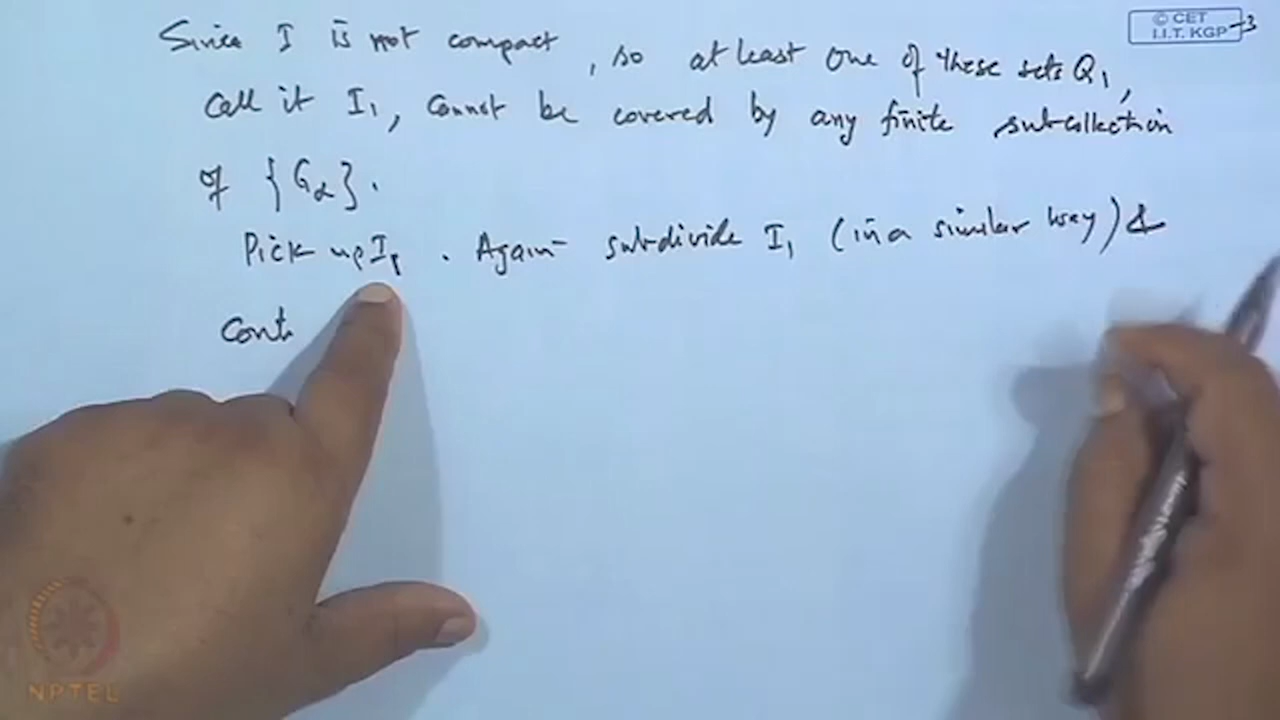 © CET
I.I.T. KGP
-3
Since I is not compact, so at least one of these sets Q1,
call it I1, cannot be covered by any finite subcollection
of {Gα}.
Pick up I1. Again subdivide I1 (in a similar way) &
cont
NPTEL